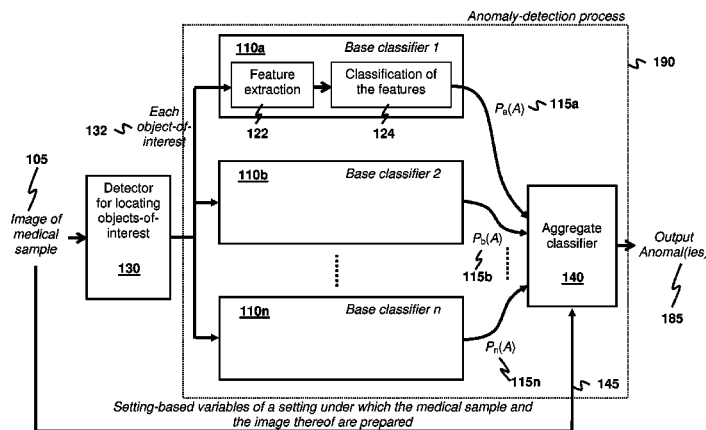 Anomaly-detection process
190
110a
Base classifier 1
Feature
extraction
Classification of
the features
122
124
132
Each
object-of-
interest
Pa(A)
115a
105
Image of
medical
sample
Detector
for locating
objects-of-
interest
130
110b
Base classifier 2
Pb(A)
115b
Aggregate
classifier
140
Output
Anomal(ies
185
110n
Base classifier n
Pn(A)
115n
145
Setting-based variables of a setting under which the medical sample and
the image thereof are prepared